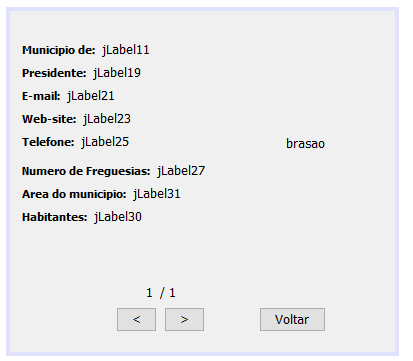 Municipio de: jLabel11
Presidente: jLabel19
E-mail: jLabel21
Web-site: jLabel23
Telefone: jLabel25
brasao
Numero de Freguesias: jLabel27
Area do municipio: jLabel31
Habitantes: jLabel30
1 / 1
< > Voltar